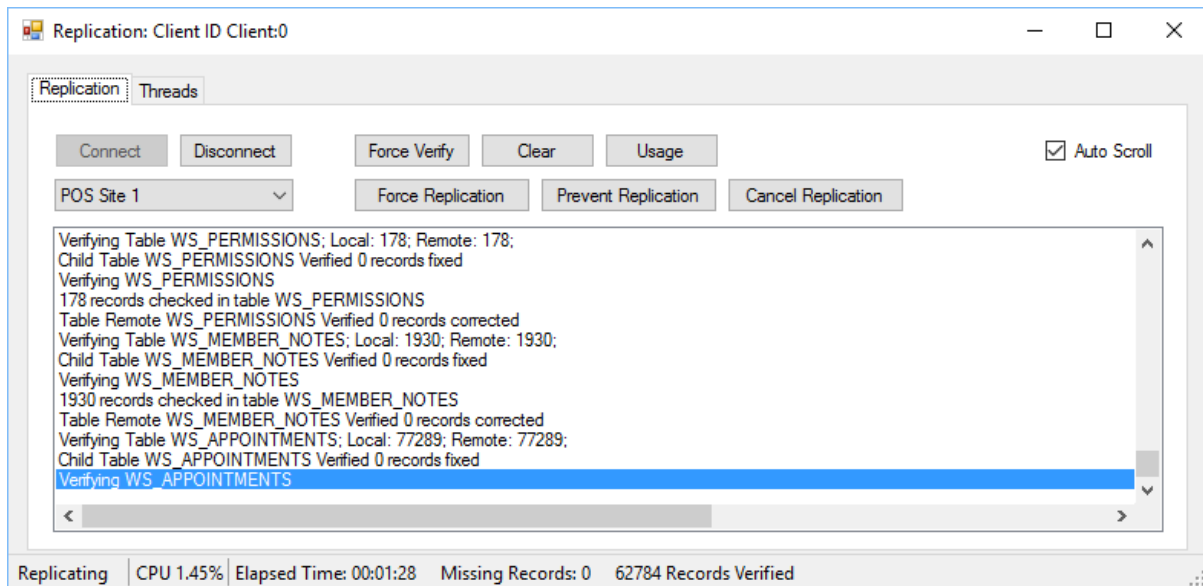 Replication: Client ID Client:0
Replication Threads
Connect Disconnect Force Verify Clear Usage Auto Scroll
POS Site 1 Force Replication Prevent Replication Cancel Replication
Verifying Table WS_PERMISSIONS; Local: 178; Remote: 178;
Child Table WS_PERMISSIONS Verified 0 records fixed
Verifying WS_PERMISSIONS
178 records checked in table WS_PERMISSIONS
Table Remote WS_PERMISSIONS Verified 0 records corrected
Verifying Table WS_MEMBER_NOTES; Local: 1930; Remote: 1930;
Child Table WS_MEMBER_NOTES Verified 0 records fixed
Verifying WS_MEMBER_NOTES
1930 records checked in table WS_MEMBER_NOTES
Table Remote WS_MEMBER_NOTES Verified 0 records corrected
Verifying Table WS_APPOINTMENTS; Local: 77289; Remote: 77289;
Child Table WS_APPOINTMENTS Verified 0 records fixed
Verifying WS_APPOINTMENTS
Replicating CPU 1.45% Elapsed Time: 00:01:28 Missing Records: 0 62784 Records Verified